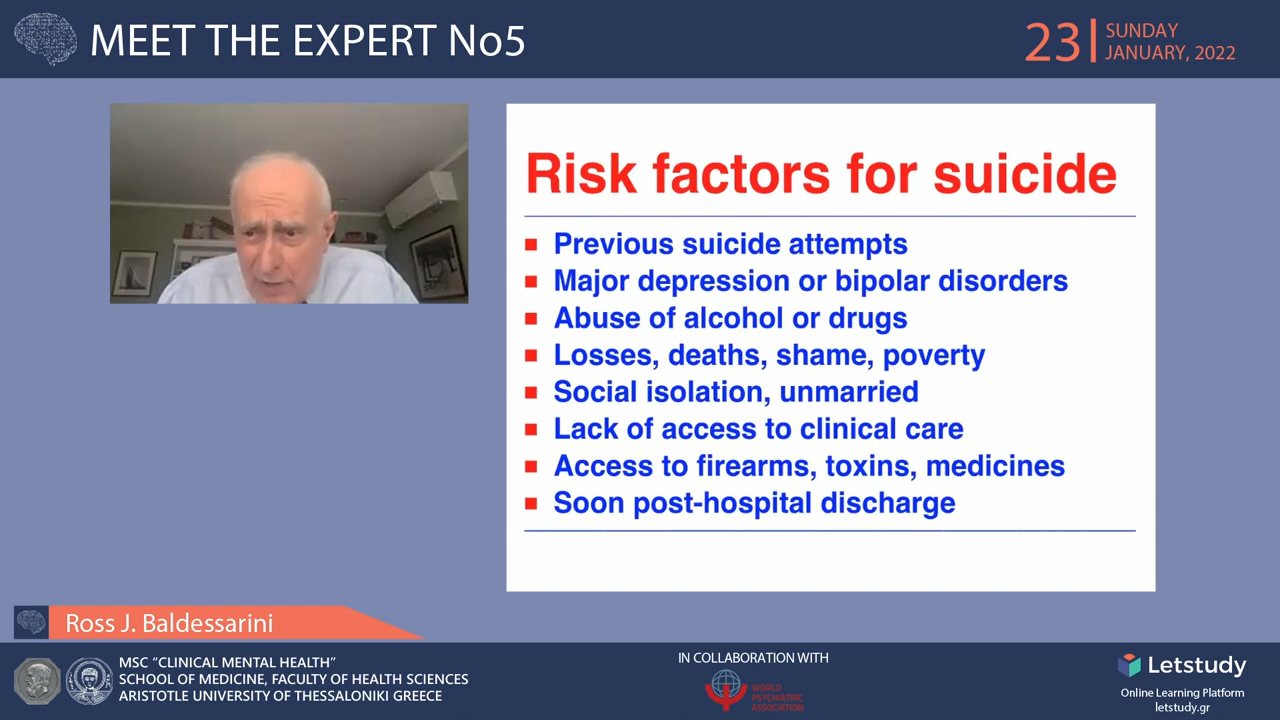 MEET THE EXPERT No5
23
SUNDAY
JANUARY, 2022
Risk factors for suicide
Previous suicide attempts
Major depression or bipolar disorders
Abuse of alcohol or drugs
Losses, deaths, shame, poverty
Social isolation, unmarried
Lack of access to clinical care
Access to firearms, toxins, medicines
Soon post-hospital discharge
Ross J. Baldessarini
MSC “CLINICAL MENTAL HEALTH”
SCHOOL OF MEDICINE, FACULTY OF HEALTH SCIENCES
ARISTOTLE UNIVERSITY OF THESSALONIKI GREECE
IN COLLABORATION WITH
WORLD
PSYCHIATRIC
ASSOCIATION
Letstudy
Online Learning Platform
letstudy.gr